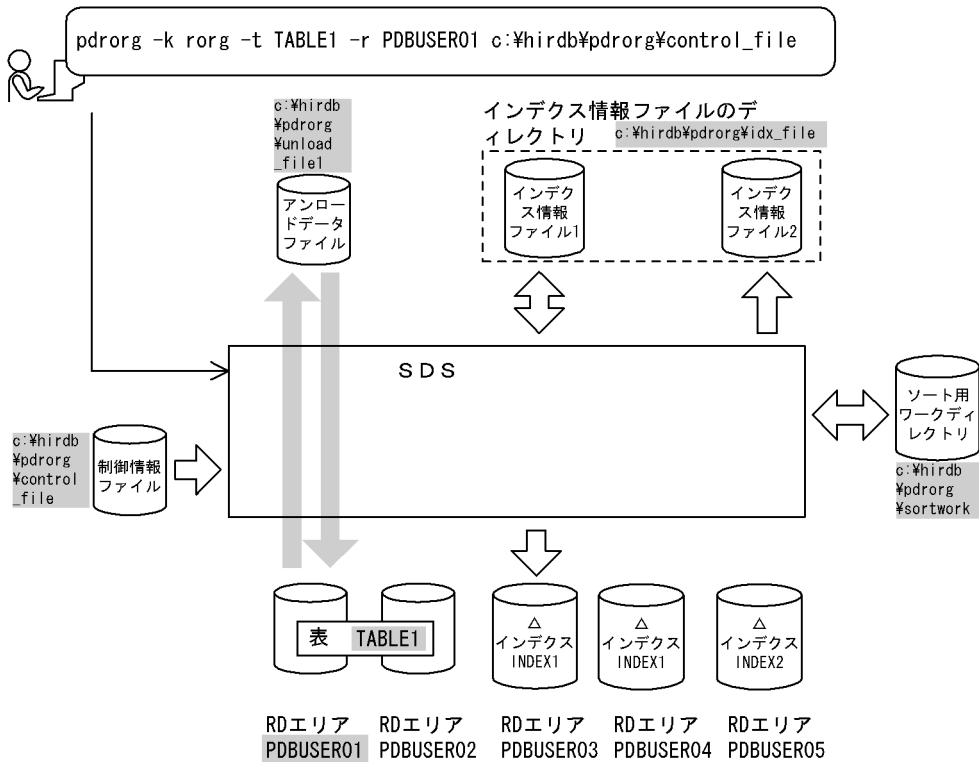 pdrorg -k rorg -t TABLE1 -r PDBUSER01 c:¥hirdb¥pdrorg¥control_file
c:¥hirdb
¥pdrorg
¥unload
_file1
アンロー
ドデータ
ファイル
インデクス情報ファイルのデ
ィレクトリ c:¥hirdb¥pdrorg¥idx_file
インデク
ス情報
ファイル1
インデク
ス情報
ファイル2
SDS
c:¥hirdb
¥pdrorg
¥control
_file
制御情報
ファイル
ソート用
ワークディ
レクトリ
c:¥hirdb
¥pdrorg
¥sortwork
表 TABLE1
△
インデクス
INDEX1
△
インデクス
INDEX1
△
インデクス
INDEX2
RDエリア
PDBUSER01
RDエリア
PDBUSER02
RDエリア
PDBUSER03
RDエリア
PDBUSER04
RDエリア
PDBUSER05